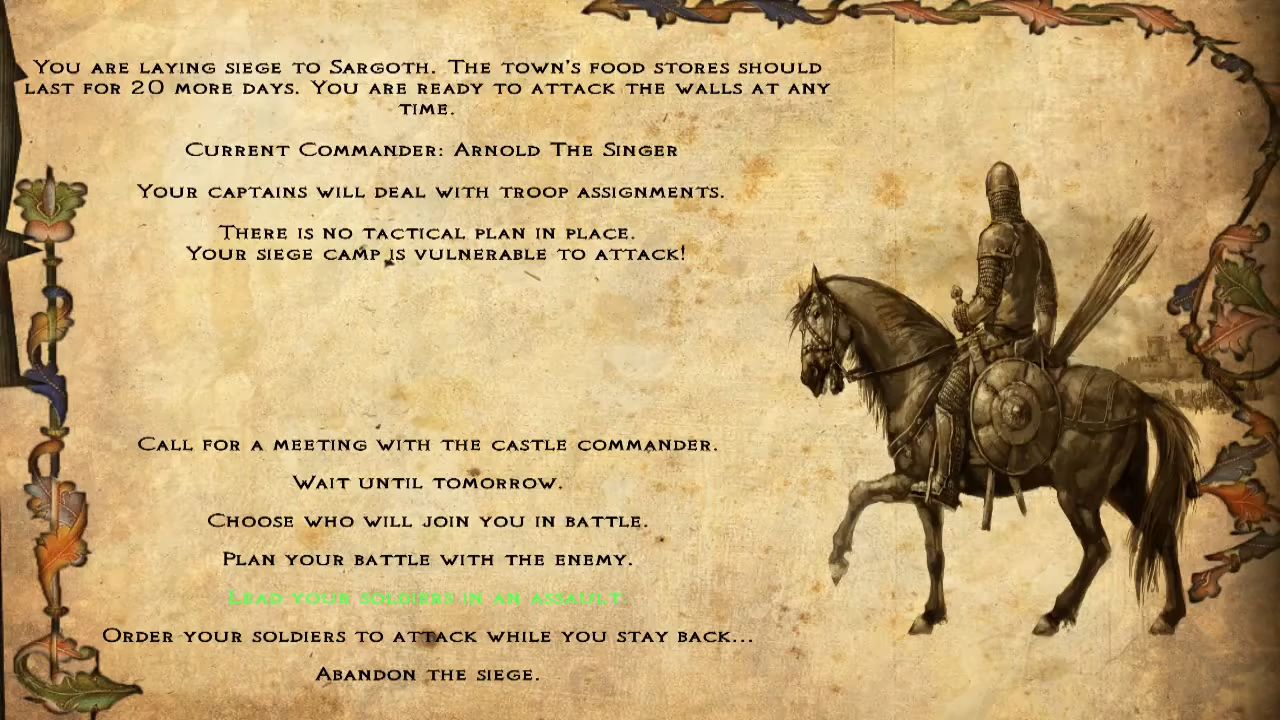 You are laying siege to Sargoth. The town's food stores should
last for 20 more days. You are ready to attack the walls at any
time.
Current Commander: Arnold The Singer
Your captains will deal with troop assignments.
There is no tactical plan in place.
Your siege camp is vulnerable to attack!
Call for a meeting with the castle commander.
Wait until tomorrow.
Choose who will join you in battle.
Plan your battle with the enemy.
Lead your soldiers in an assault.
Order your soldiers to attack while you stay back...
Abandon the siege.